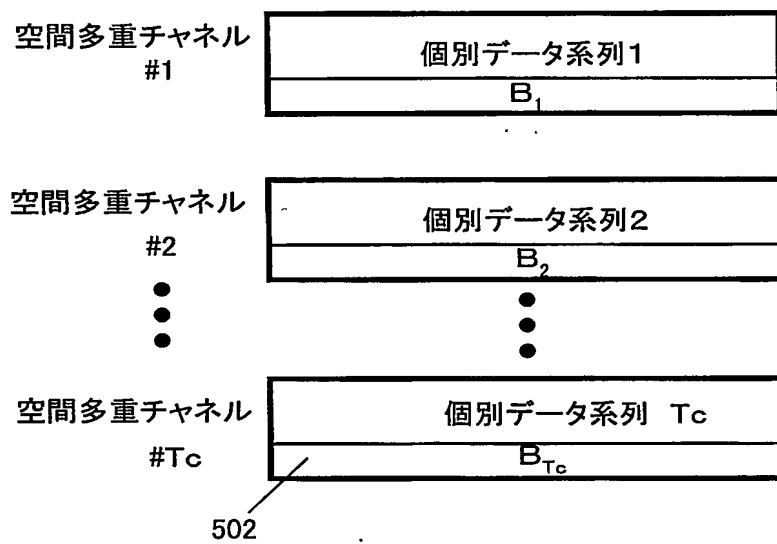 空間多重チャネル
#1
個別データ系列1
B1
空間多重チャネル
#2
個別データ系列2
B2
空間多重チャネル
#Tc
個別データ系列 Tc
BTc
502